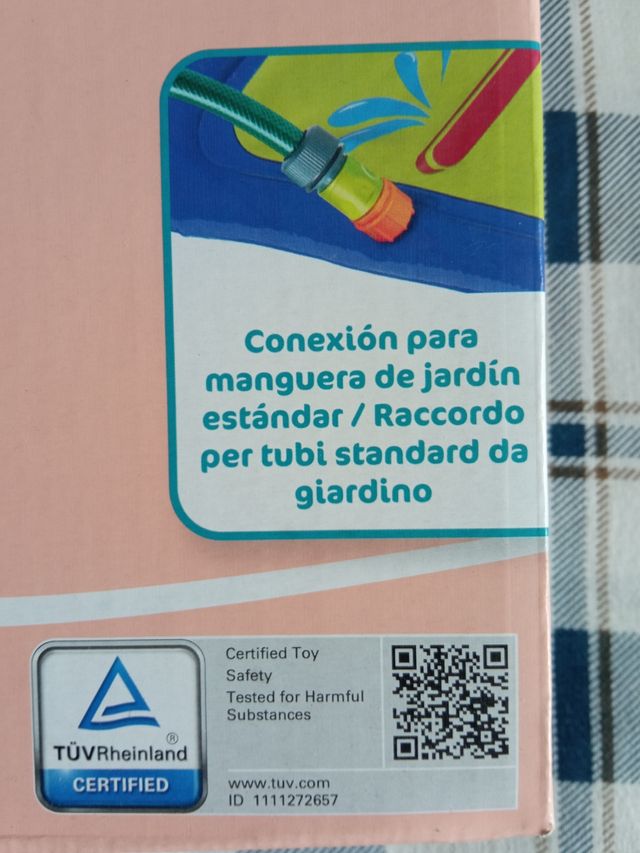 Conexión para
manguera de jardín
estándar / Raccordo
per tubi standard da
giardino
Certified Toy
Safety
Tested for Harmful
Substances
TÜVRheinland®
CERTIFIED
www.tuv.com
ID 1111272657